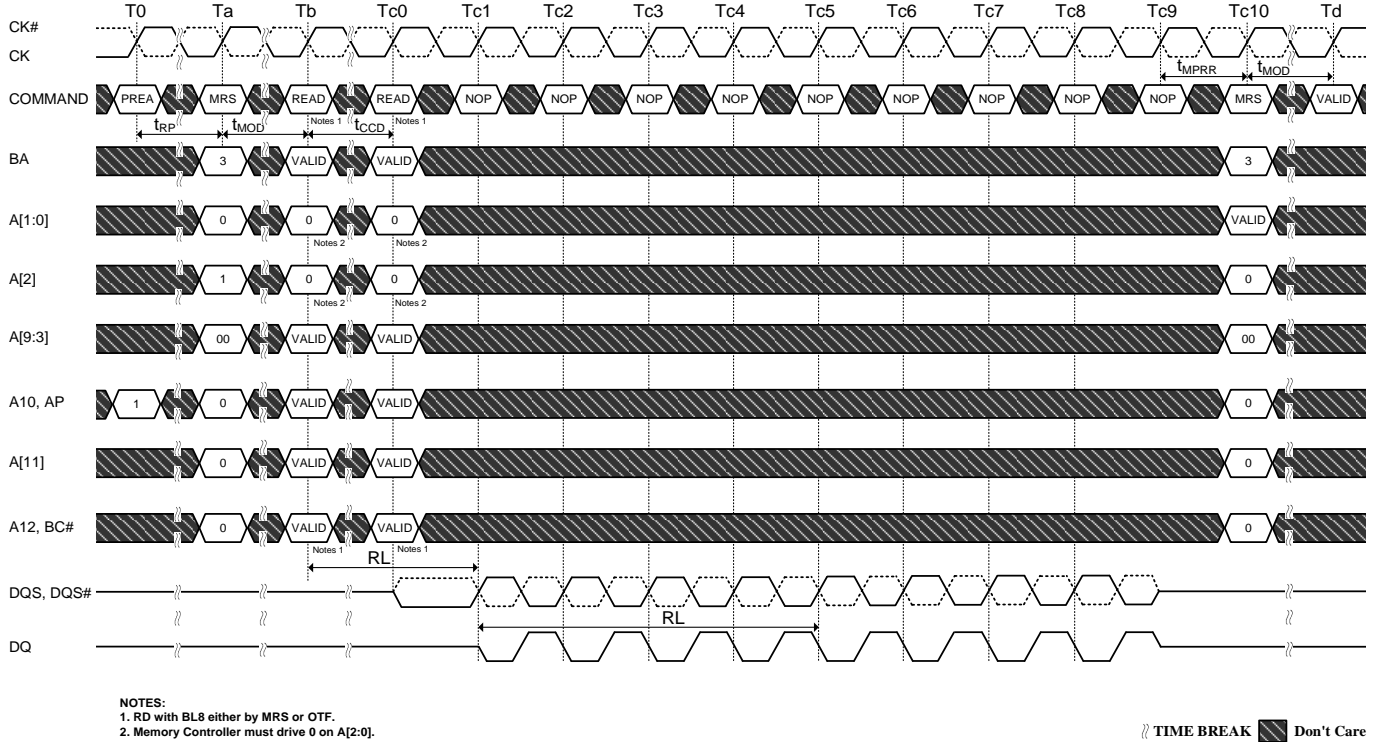 T0 Ta Tb Tc0 Tc1 Tc2 Tc3 Tc4 Tc5 Tc6 Tc7 Tc8 Tc9 Tc10 Td
CK#
CK
tMPRR tMOD
COMMAND PREA MRS READ READ NOP NOP NOP NOP NOP NOP NOP NOP NOP MRS VALID
Notes 1 Notes 1
tRP tMOD tCCD
BA 3 VALID VALID 3
A[1:0] 0 0 0 VALID
Notes 2 Notes 2
A[2] 1 0 0 0
Notes 2 Notes 2
A[9:3] 00 VALID VALID 00
A10, AP 1 0 VALID VALID 0
A[11] 0 VALID VALID 0
A12, BC# 0 VALID VALID 0
Notes 1 Notes 1
RL
DQS, DQS#
RL
DQ
NOTES:
1. RD with BL8 either by MRS or OTF.
2. Memory Controller must drive 0 on A[2:0].
TIME BREAK Don't Care